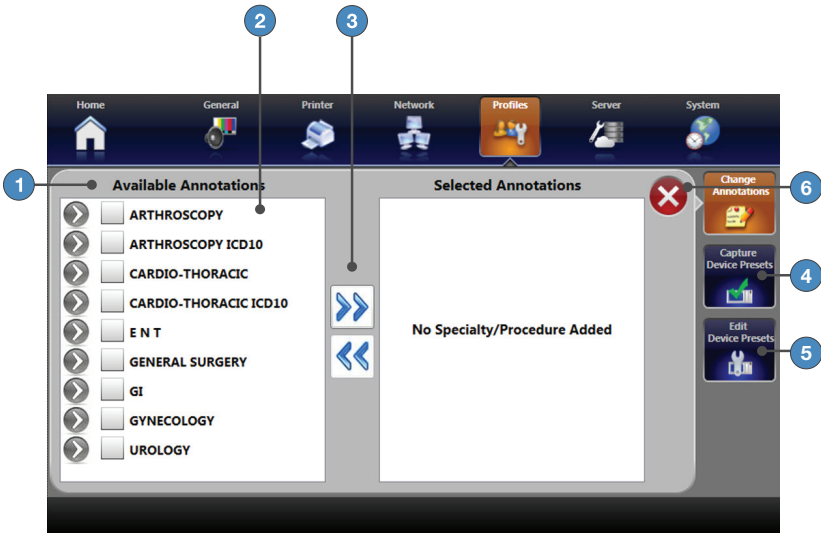 2
3
Home
General
Printer
Network
Profiles
Server
System
1
Available Annotations
Selected Annotations
Change
Annotations
6
ARTHROSCOPY
ARTHROSCOPY ICD10
CARDIO-THORACIC
CARDIO-THORACIC ICD10
E N T
GENERAL SURGERY
GI
GYNECOLOGY
UROLOGY
No Specialty/Procedure Added
Capture
Device Presets
4
Edit
Device Presets
5